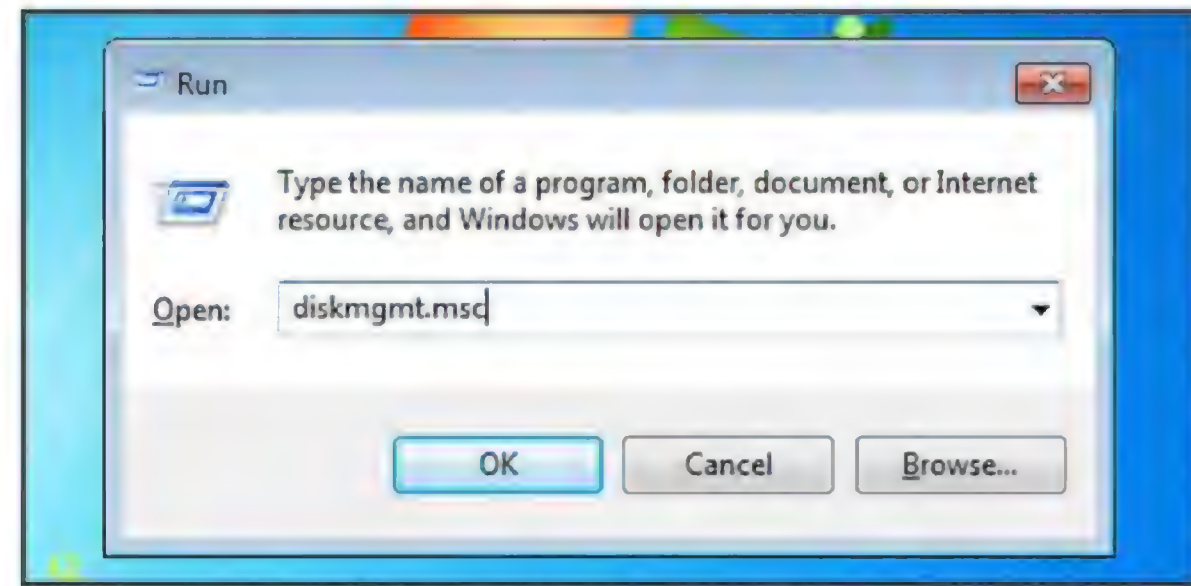 Run
Type the name of a program, folder, document, or Internet
resource, and Windows will open it for you.
Open:
diskmgmt.msc
OK
Cancel
Browse...